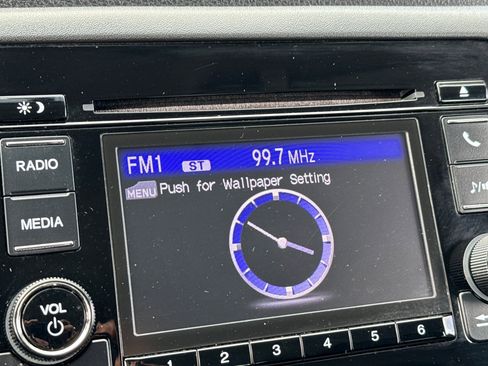 RADIO
MEDIA
VOL
FM1 ST 99.7 MHz
MENU Push for Wallpaper Setting
1 2 3 4 5 6